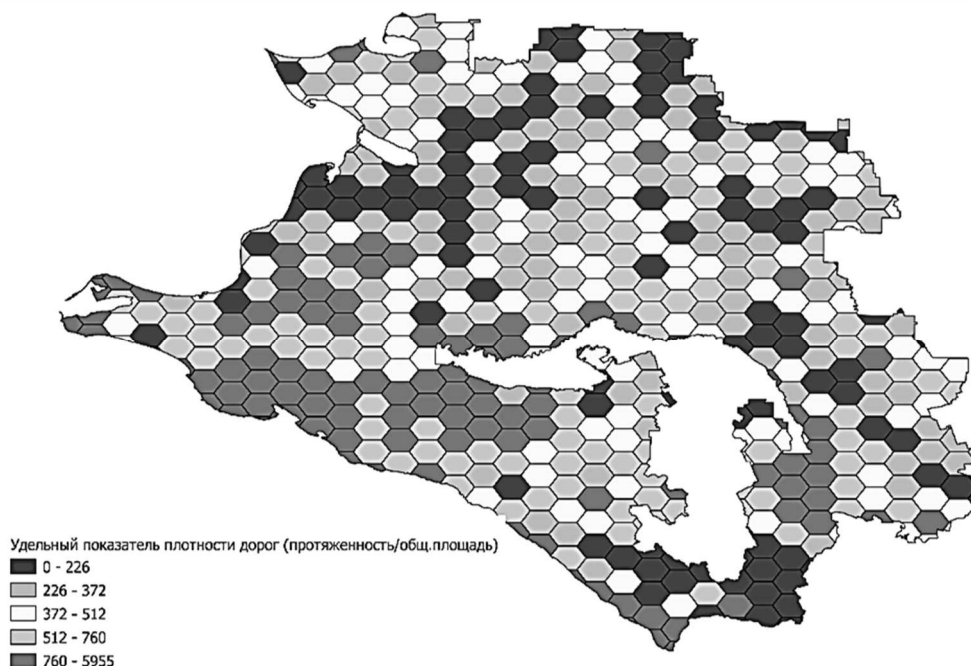 Удельный показатель плотности дорог (протяженность/общ.площадь)
0 - 226
226 - 372
372 - 512
512 - 760
760 - 5955